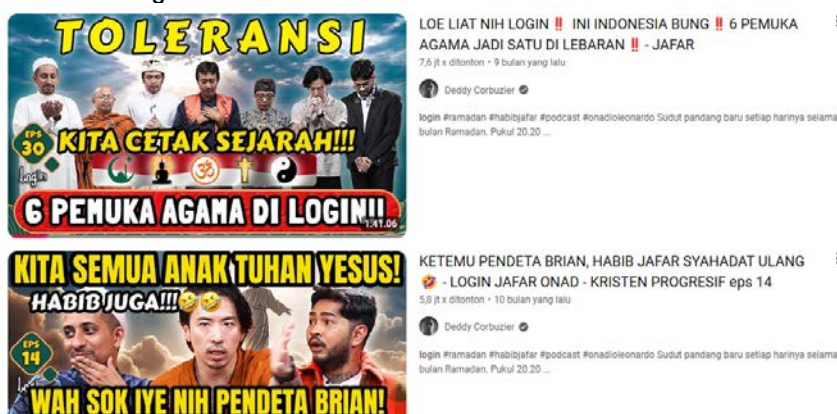 TOLERANSI
EPS
30
Login
KITA CETAK SEJARAH!!!
6 PEMUKA AGAMA DI LOGIN!!
1:41.06
LOE LIAT NIH LOGIN ‼ INI INDONESIA BUNG ‼ 6 PEMUKA
AGAMA JADI SATU DI LEBARAN ‼ - JAFAR
7,6 jt x ditonton • 9 bulan yang lalu
Deddy Corbuzier
login #ramadan #habibjafar #podcast #onadioleonardo Sudut pandang baru setiap harinya selama
bulan Ramadan. Pukul 20.20 ...
KITA SEMUA ANAK TUHAN YESUS!
HABIB JUGA!!!🤣🤣
EPS
14
WAH SOK IYE NIH PENDETA BRIAN!
KETEMU PENDETA BRIAN, HABIB JAFAR SYAHADAT ULANG
🤣 - LOGIN JAFAR ONAD - KRISTEN PROGRESIF eps 14
5,8 jt x ditonton • 10 bulan yang lalu
Deddy Corbuzier
login #ramadan #habibjafar #podcast #onadioleonardo Sudut pandang baru setiap harinya selama
bulan Ramadan. Pukul 20.20 ...